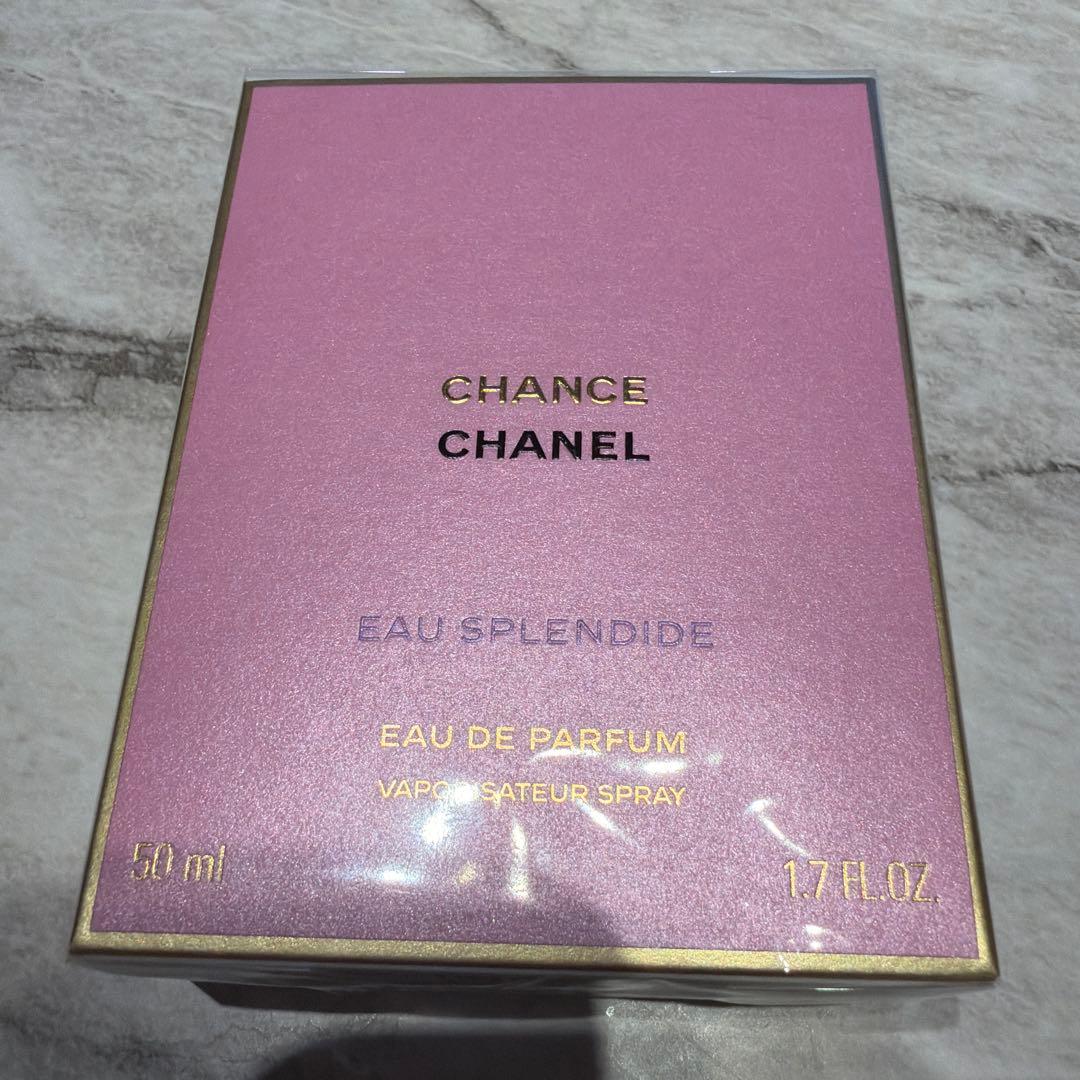 CHANCE
CHANEL
EAU SPLENDIDE
EAU DE PARFUM
VAPORISATEUR SPRAY
50 ml 1.7 FL.OZ.